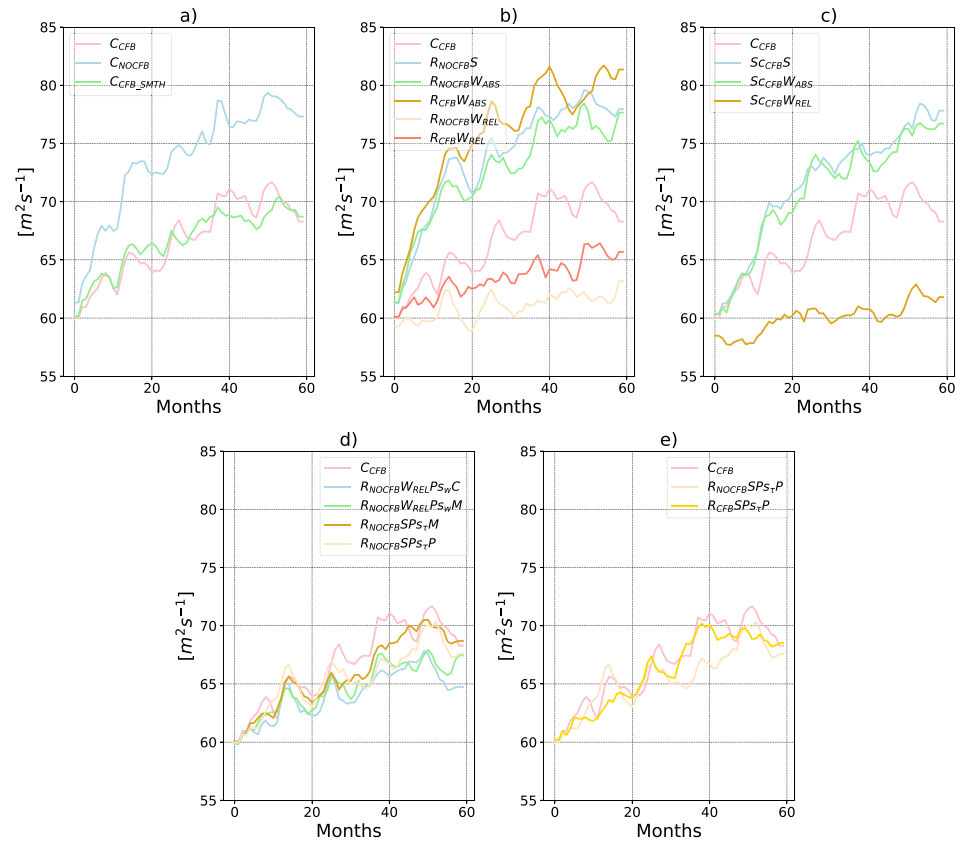 a)
85
80
75
70
65
60
55
[m²s⁻¹]
C_CFB
C_NOCFB
C_CFB_SMTH
0 20 40 60
Months
b)
85
80
75
70
65
60
55
[m²s⁻¹]
C_CFB
R_NOCFB S
R_NOCFB W_ABS
R_CFB W_ABS
R_NOCFB W_REL
R_CFB W_REL
0 20 40 60
Months
c)
85
80
75
70
65
60
55
[m²s⁻¹]
C_CFB
Sc_CFB S
Sc_CFB W_ABS
Sc_CFB W_REL
0 20 40 60
Months
d)
85
80
75
70
65
60
55
[m²s⁻¹]
C_CFB
R_NOCFB W_REL Ps_w C
R_NOCFB W_REL Ps_w M
R_NOCFB SPs_τ M
R_NOCFB SPs_τ P
0 20 40 60
Months
e)
85
80
75
70
65
60
55
[m²s⁻¹]
C_CFB
R_NOCFB SPs_τ P
R_CFB SPs_τ P
0 20 40 60
Months